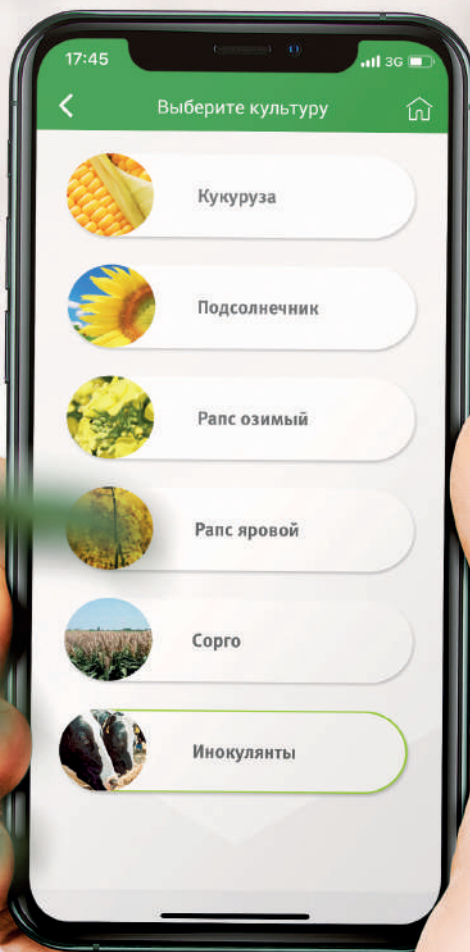 17:45
3G
Выберите культуру
Кукуруза
Подсолнечник
Рапс озимый
Рапс яровой
Сорго
Инокулянты